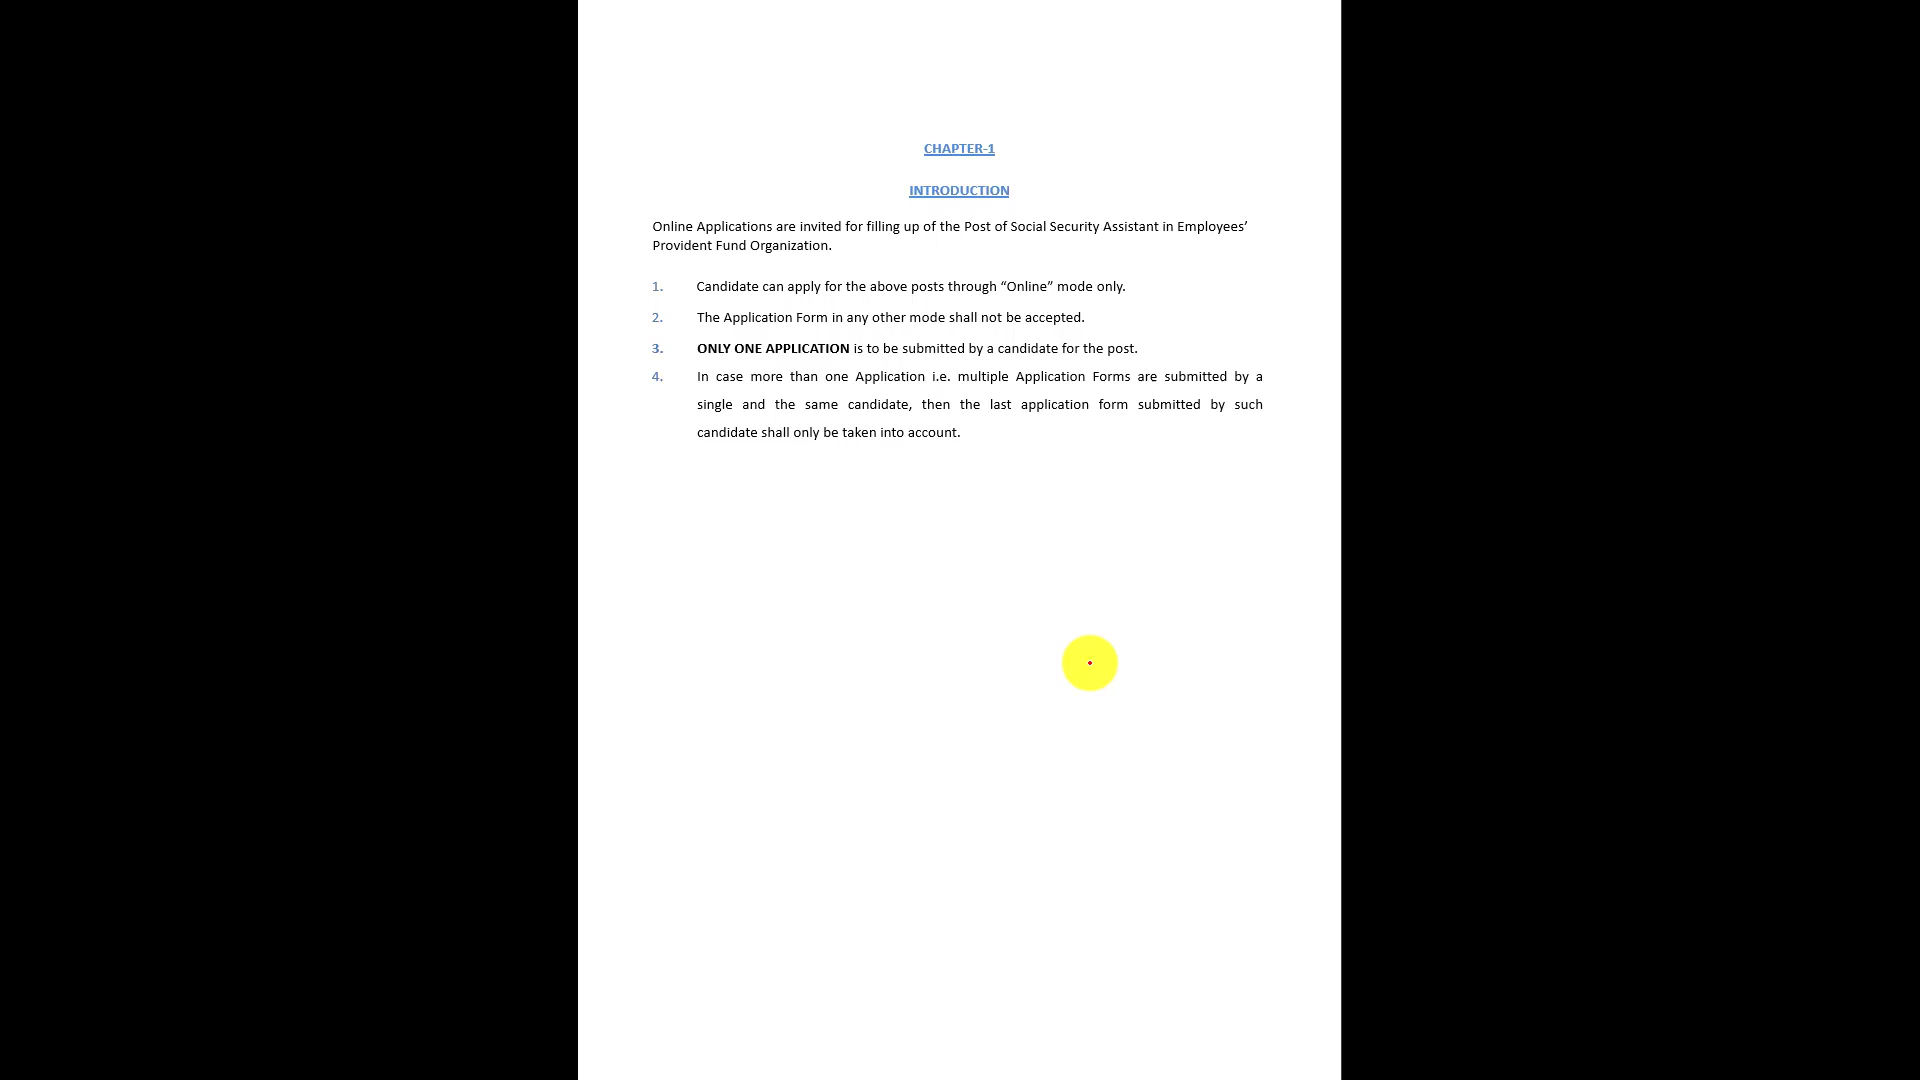 CHAPTER-1
INTRODUCTION
Online Applications are invited for filling up of the Post of Social Security Assistant in Employees’
Provident Fund Organization.
1. Candidate can apply for the above posts through “Online” mode only.
2. The Application Form in any other mode shall not be accepted.
3. ONLY ONE APPLICATION is to be submitted by a candidate for the post.
4. In case more than one Application i.e. multiple Application Forms are submitted by a
single and the same candidate, then the last application form submitted by such
candidate shall only be taken into account.